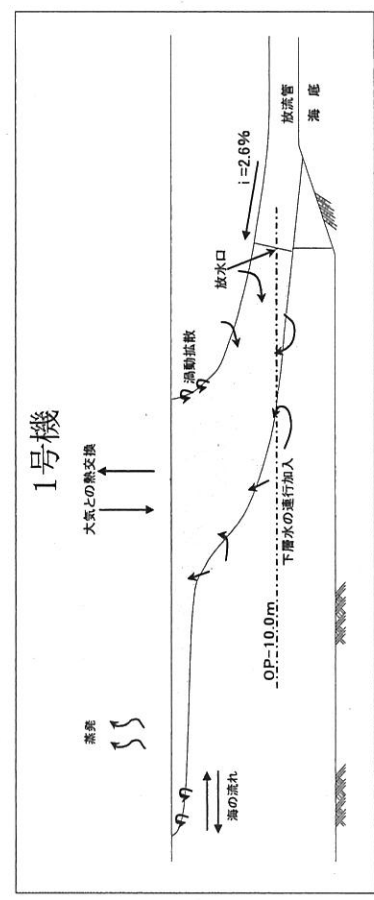 1号機
大気との熱交換
蒸発
渦動拡散
i=2.6%
放水口
放流管
海底
下層水の連行加入
OP-10.0m
海の流れ